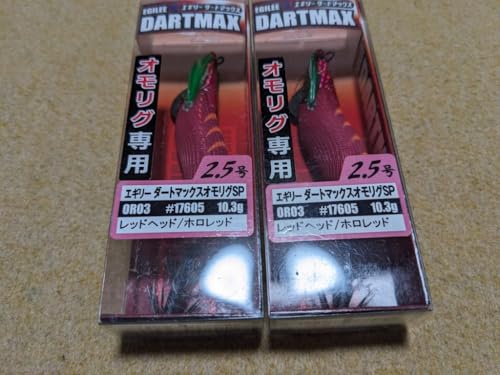 EGILEE エギリー ダートマックス
DARTMAX
オモリグ専用
2.5号
エギリー ダートマックスオモリグSP
OR03 #17605 10.3g
レッドヘッド/ホロレッド
EGILEE エギリー ダートマックス
DARTMAX
オモリグ専用
2.5号
エギリー ダートマックスオモリグSP
OR03 #17605 10.3g
レッドヘッド/ホロレッド